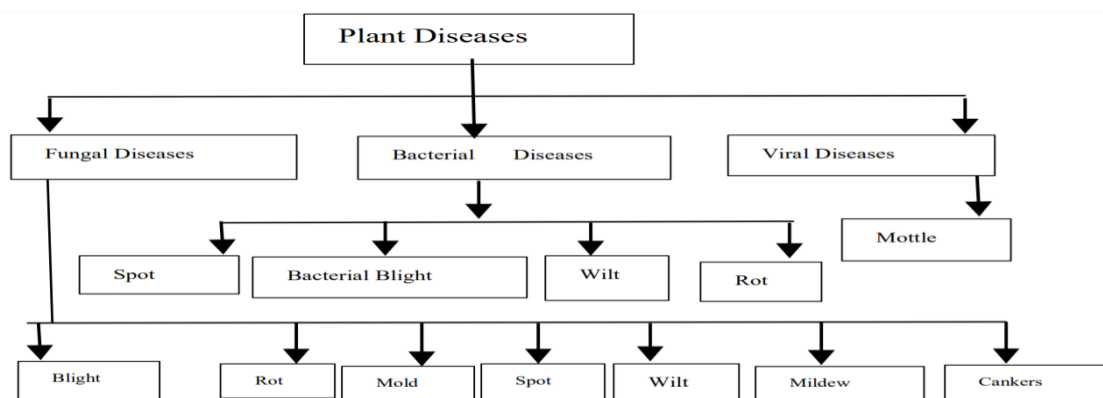 Plant Diseases
Fungal Diseases
Bacterial Diseases
Viral Diseases
Mottle
Spot
Bacterial Blight
Wilt
Rot
Blight
Rot
Mold
Spot
Wilt
Mildew
Cankers